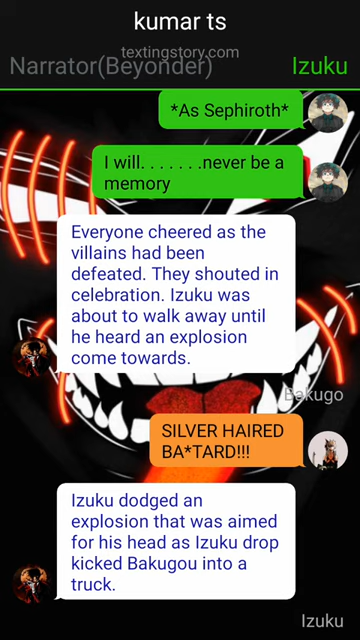 kumar ts
textingstory.com
Narrator(Beyonder)
Izuku
*As Sephiroth*
I will. . . . . . .never be a
memory
Everyone cheered as the
villains had been
defeated. They shouted in
celebration. Izuku was
about to walk away until
he heard an explosion
come towards.
Bakugo
SILVER HAIRED
BA*TARD!!!
Izuku dodged an
explosion that was aimed
for his head as Izuku drop
kicked Bakugou into a
truck.
Izuku